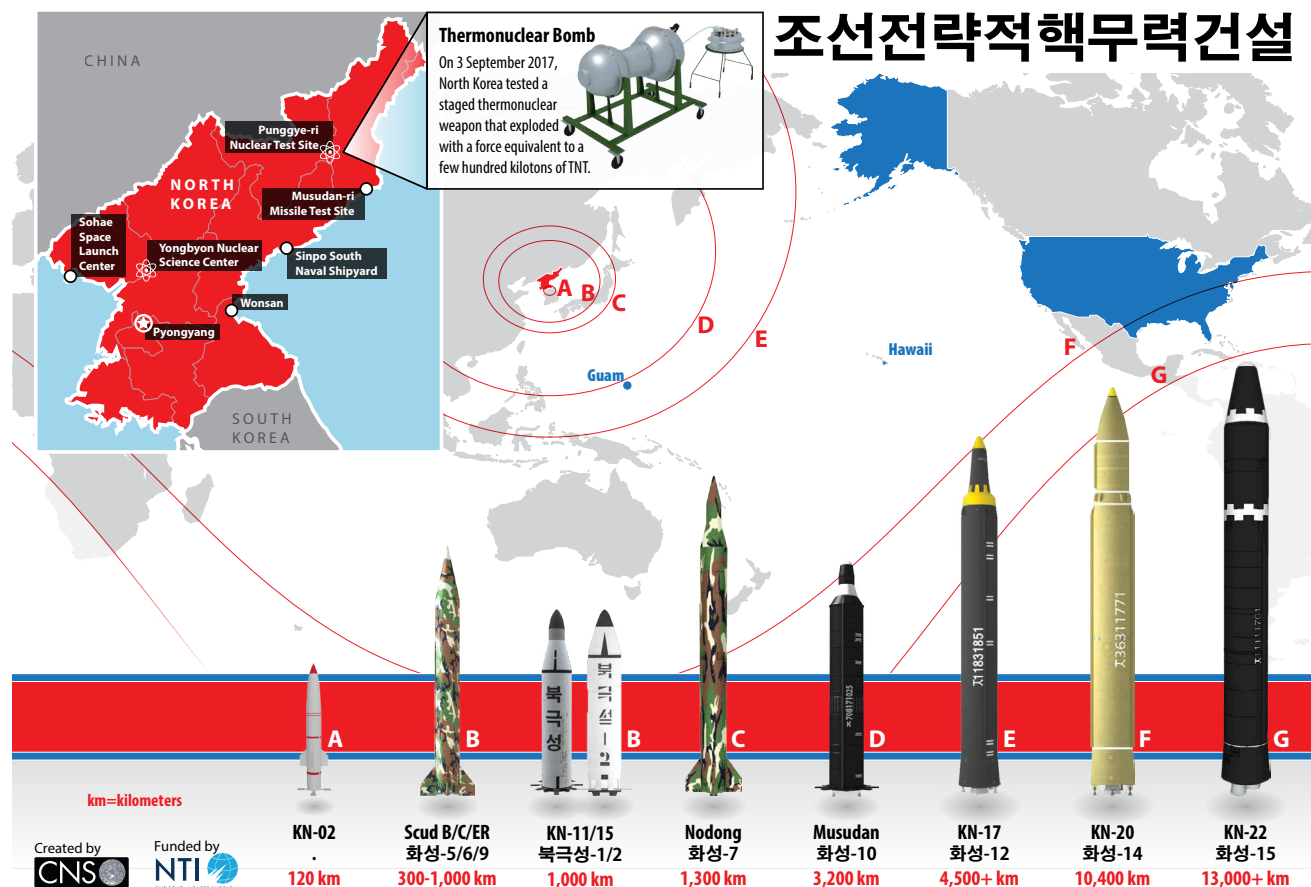 조선전략적핵무력건설
CHINA
NORTH
KOREA
SOUTH
KOREA
Punggye-ri
Nuclear Test Site
Musudan-ri
Missile Test Site
Sohae
Space
Launch
Center
Yongbyon Nuclear
Science Center
Sinpo South
Naval Shipyard
Wonsan
Pyongyang
Thermonuclear Bomb
On 3 September 2017,
North Korea tested a
staged thermonuclear
weapon that exploded
with a force equivalent to a
few hundred kilotons of TNT.
A
B
C
D
E
F
G
Guam
Hawaii
북극성
북극성-2
ㅈ708171025
ㅈ11831851
ㅈ36311771
A
B
B
C
D
E
F
G
km=kilometers
Created by
CNS
Funded by
NTI
KN-02
.
120 km
Scud B/C/ER
화성-5/6/9
300-1,000 km
KN-11/15
북극성-1/2
1,000 km
Nodong
화성-7
1,300 km
Musudan
화성-10
3,200 km
KN-17
화성-12
4,500+ km
KN-20
화성-14
10,400 km
KN-22
화성-15
13,000+ km